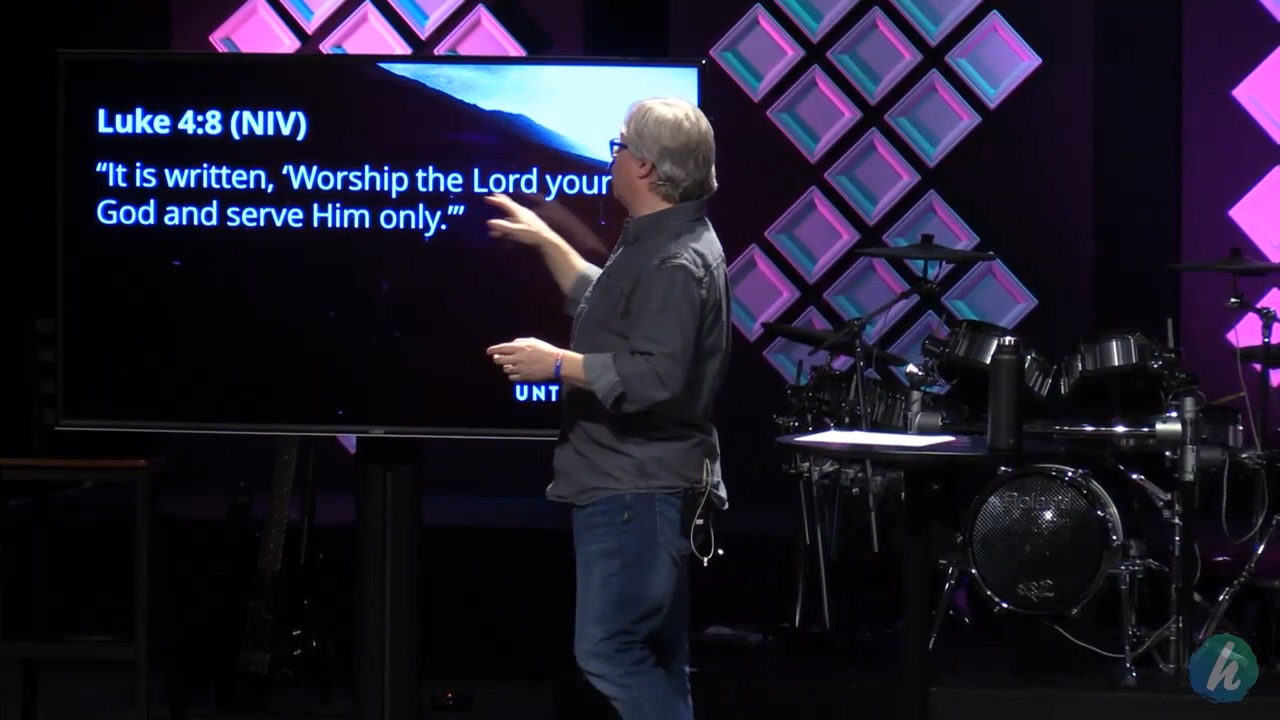 Luke 4:8 (NIV)
“It is written, ‘Worship the Lord your
God and serve Him only.’”
UNT
Roland
h